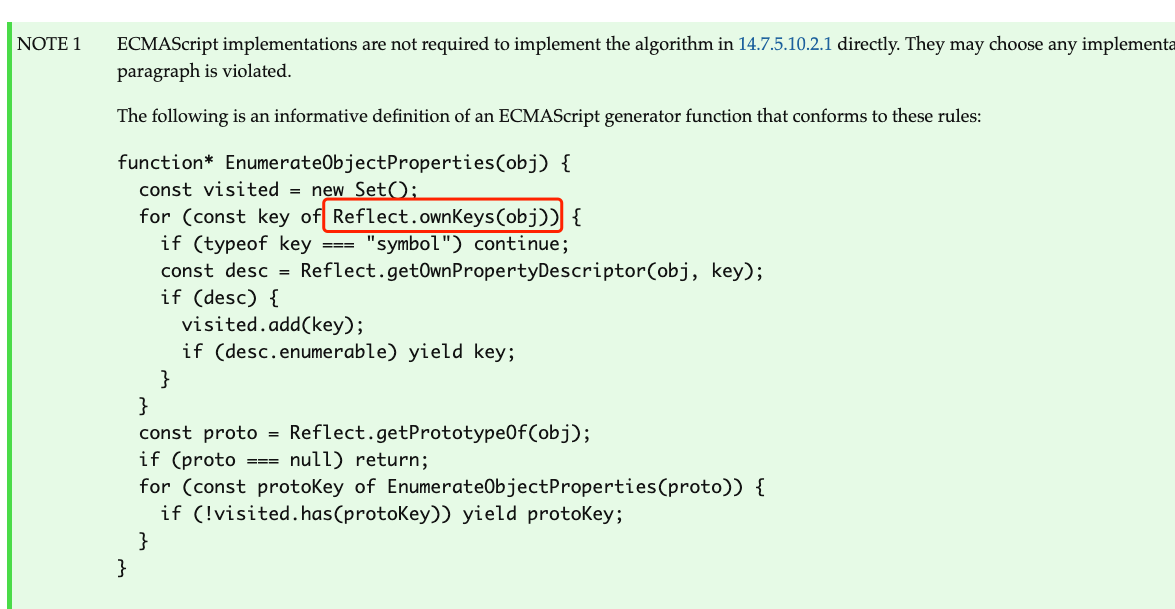 NOTE 1 ECMAScript implementations are not required to implement the algorithm in 14.7.5.10.2.1 directly. They may choose any
paragraph is violated.
The following is an informative definition of an ECMAScript generator function that conforms to these rules:
function* EnumerateObjectProperties(obj) {
  const visited = new Set();
  for (const key of Reflect.ownKeys(obj)) {
    if (typeof key === "symbol") continue;
    const desc = Reflect.getOwnPropertyDescriptor(obj, key);
    if (desc) {
      visited.add(key);
      if (desc.enumerable) yield key;
    }
  }
  const proto = Reflect.getPrototypeOf(obj);
  if (proto === null) return;
  for (const protoKey of EnumerateObjectProperties(proto)) {
    if (!visited.has(protoKey)) yield protoKey;
  }
}